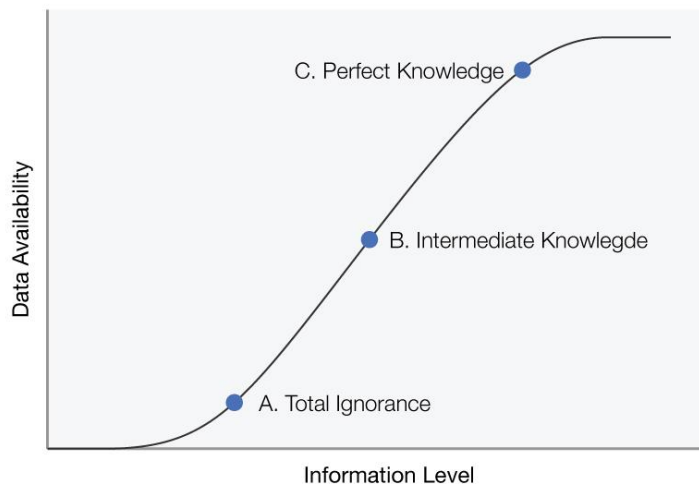 C. Perfect Knowledge
Data Availability
B. Intermediate Knowlegde
A. Total Ignorance
Information Level